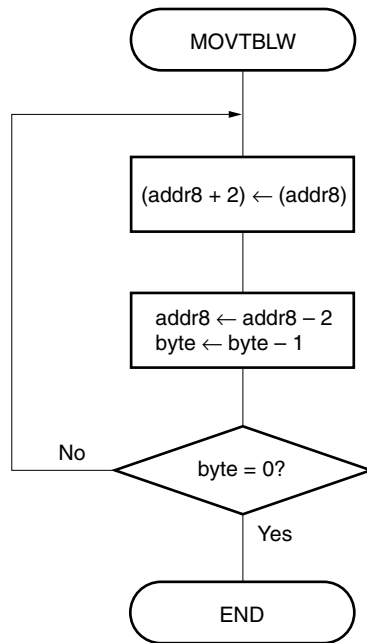 MOVTBLW
(addr8 + 2) ← (addr8)
addr8 ← addr8 – 2
byte ← byte – 1
No
byte = 0?
Yes
END